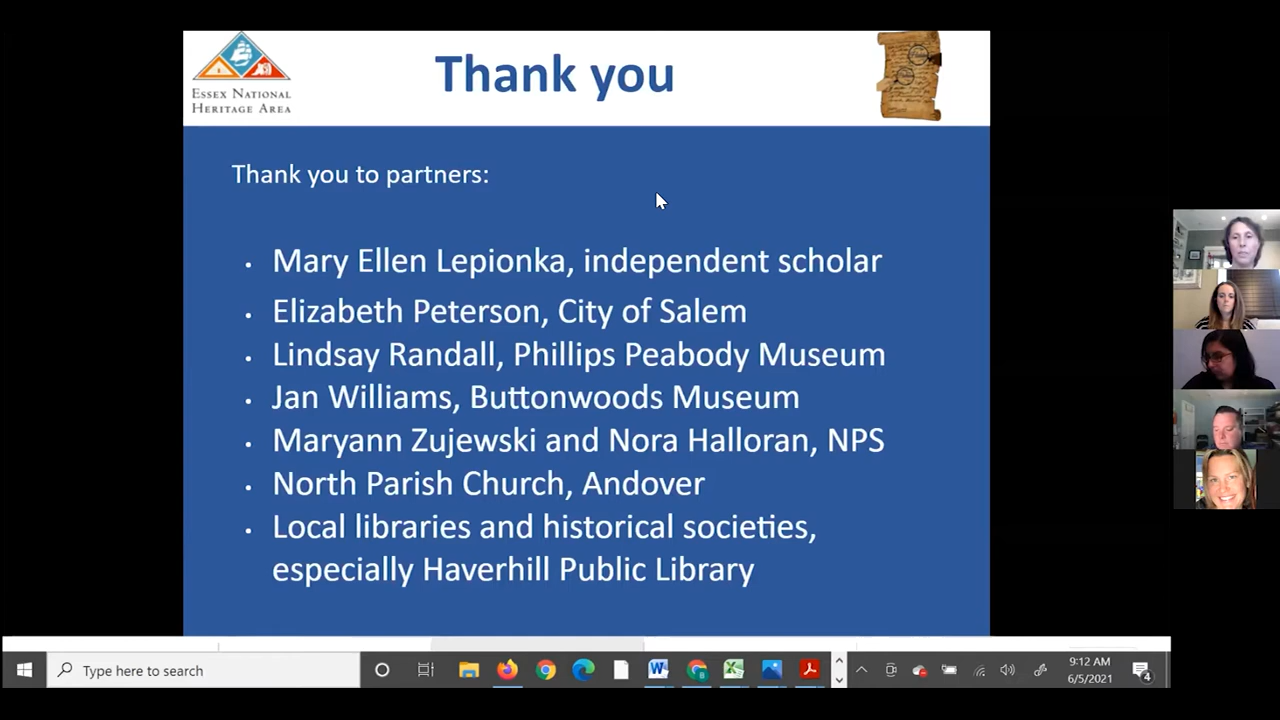 ESSEX NATIONAL
HERITAGE AREA
Thank you
Thank you to partners:
• Mary Ellen Lepionka, independent scholar
• Elizabeth Peterson, City of Salem
• Lindsay Randall, Phillips Peabody Museum
• Jan Williams, Buttonwoods Museum
• Maryann Zujewski and Nora Halloran, NPS
• North Parish Church, Andover
• Local libraries and historical societies,
especially Haverhill Public Library
Type here to search
9:12 AM
6/5/2021
4